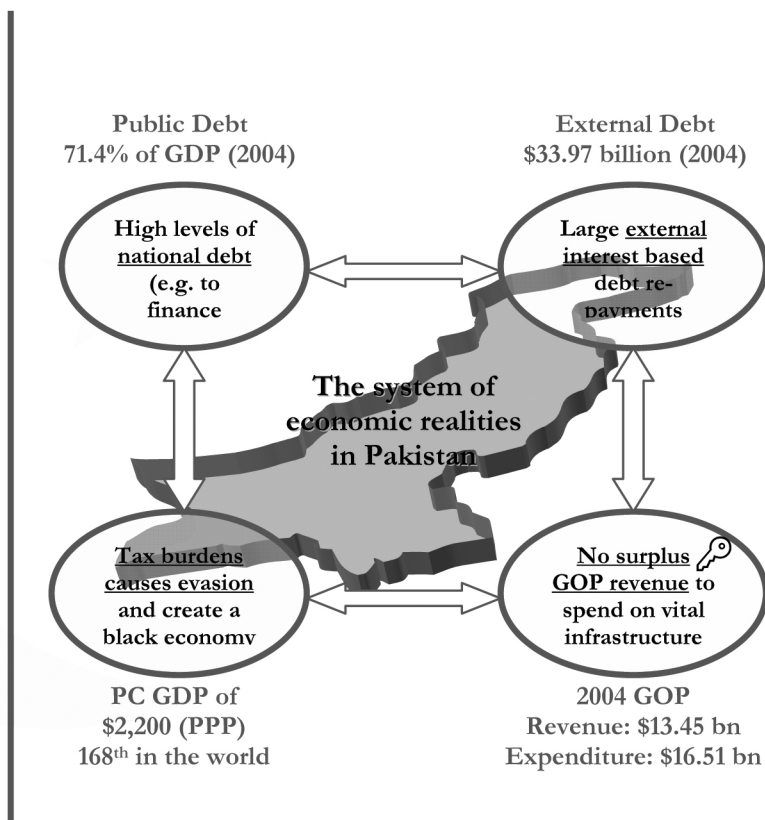 Public Debt
71.4% of GDP (2004)
External Debt
$33.97 billion (2004)
High levels of
national debt
(e.g. to
finance
Large external
interest based
debt re-
payments
The system of
economic realities
in Pakistan
Tax burdens
causes evasion
and create a
black economy
No surplus
GOP revenue to
spend on vital
infrastructure
PC GDP of
$2,200 (PPP)
168th in the world
2004 GOP
Revenue: $13.45 bn
Expenditure: $16.51 bn